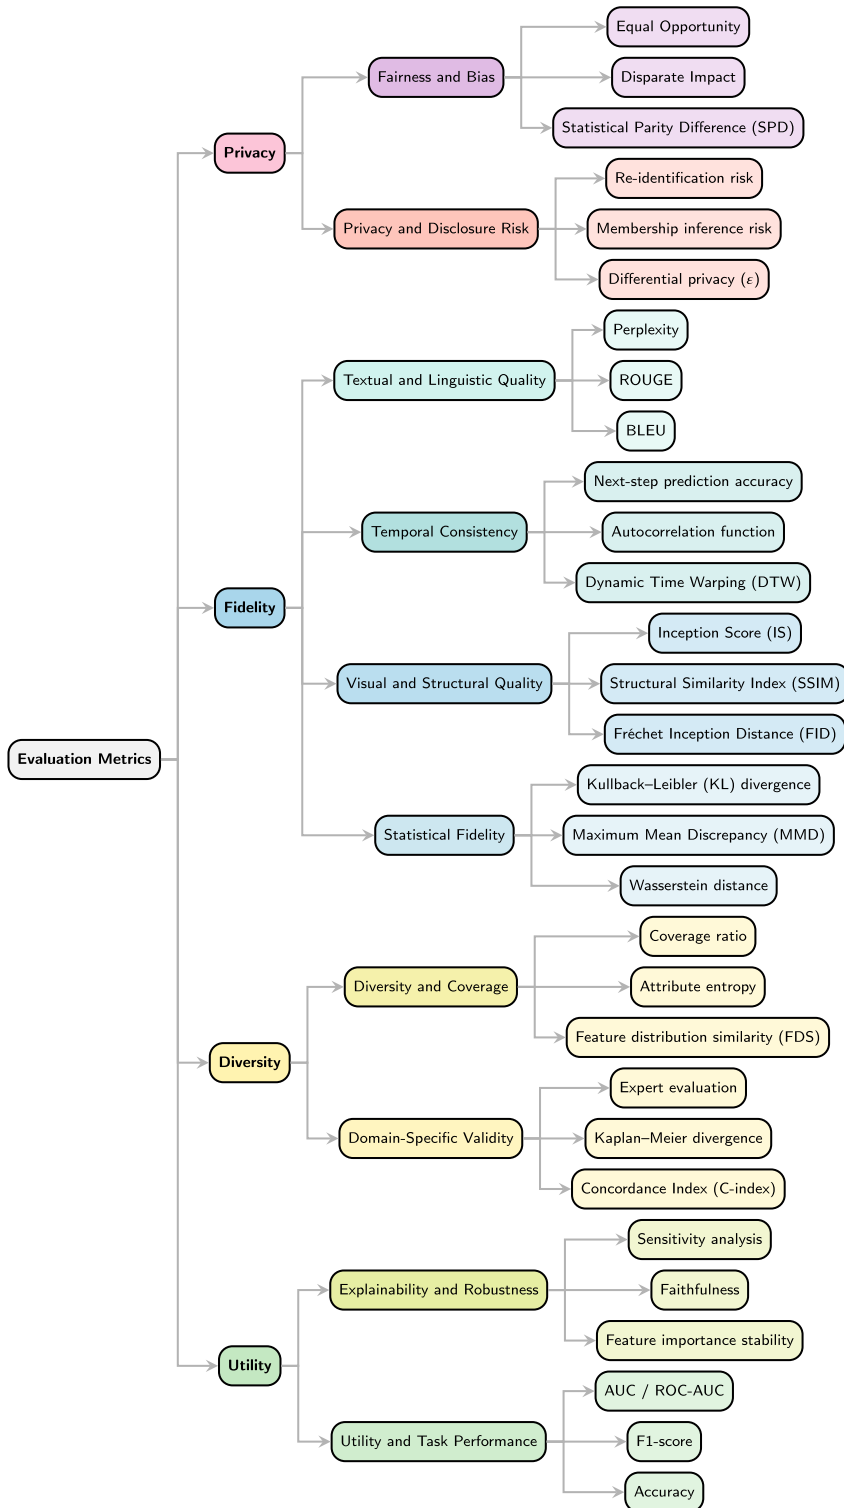 Evaluation Metrics
Privacy
Fairness and Bias
Equal Opportunity
Disparate Impact
Statistical Parity Difference (SPD)
Privacy and Disclosure Risk
Re-identification risk
Membership inference risk
Differential privacy (ε)
Fidelity
Textual and Linguistic Quality
Perplexity
ROUGE
BLEU
Temporal Consistency
Next-step prediction accuracy
Autocorrelation function
Dynamic Time Warping (DTW)
Visual and Structural Quality
Inception Score (IS)
Structural Similarity Index (SSIM)
Fréchet Inception Distance (FID)
Statistical Fidelity
Kullback–Leibler (KL) divergence
Maximum Mean Discrepancy (MMD)
Wasserstein distance
Diversity
Diversity and Coverage
Coverage ratio
Attribute entropy
Feature distribution similarity (FDS)
Domain-Specific Validity
Expert evaluation
Kaplan–Meier divergence
Concordance Index (C-index)
Utility
Explainability and Robustness
Sensitivity analysis
Faithfulness
Feature importance stability
Utility and Task Performance
AUC / ROC-AUC
F1-score
Accuracy